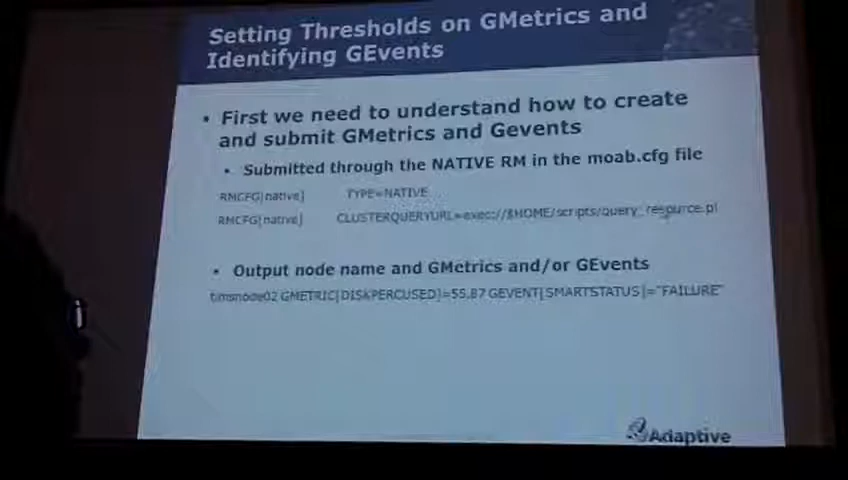 Setting Thresholds on GMetrics and
Identifying GEvents
• First we need to understand how to create
and submit GMetrics and Gevents
• Submitted through the NATIVE RM in the moab.cfg file
RMCFG[native] TYPE=NATIVE...
RMCFG[native] CLUSTERQUERYURL=exec://$HOME/scripts/query_resource.pl
• Output node name and GMetrics and/or GEvents
GMETRIC[DISKPERCUSED]=55.87 GEVENT[SMARTSTATUS]="FAILURE"
Adaptive